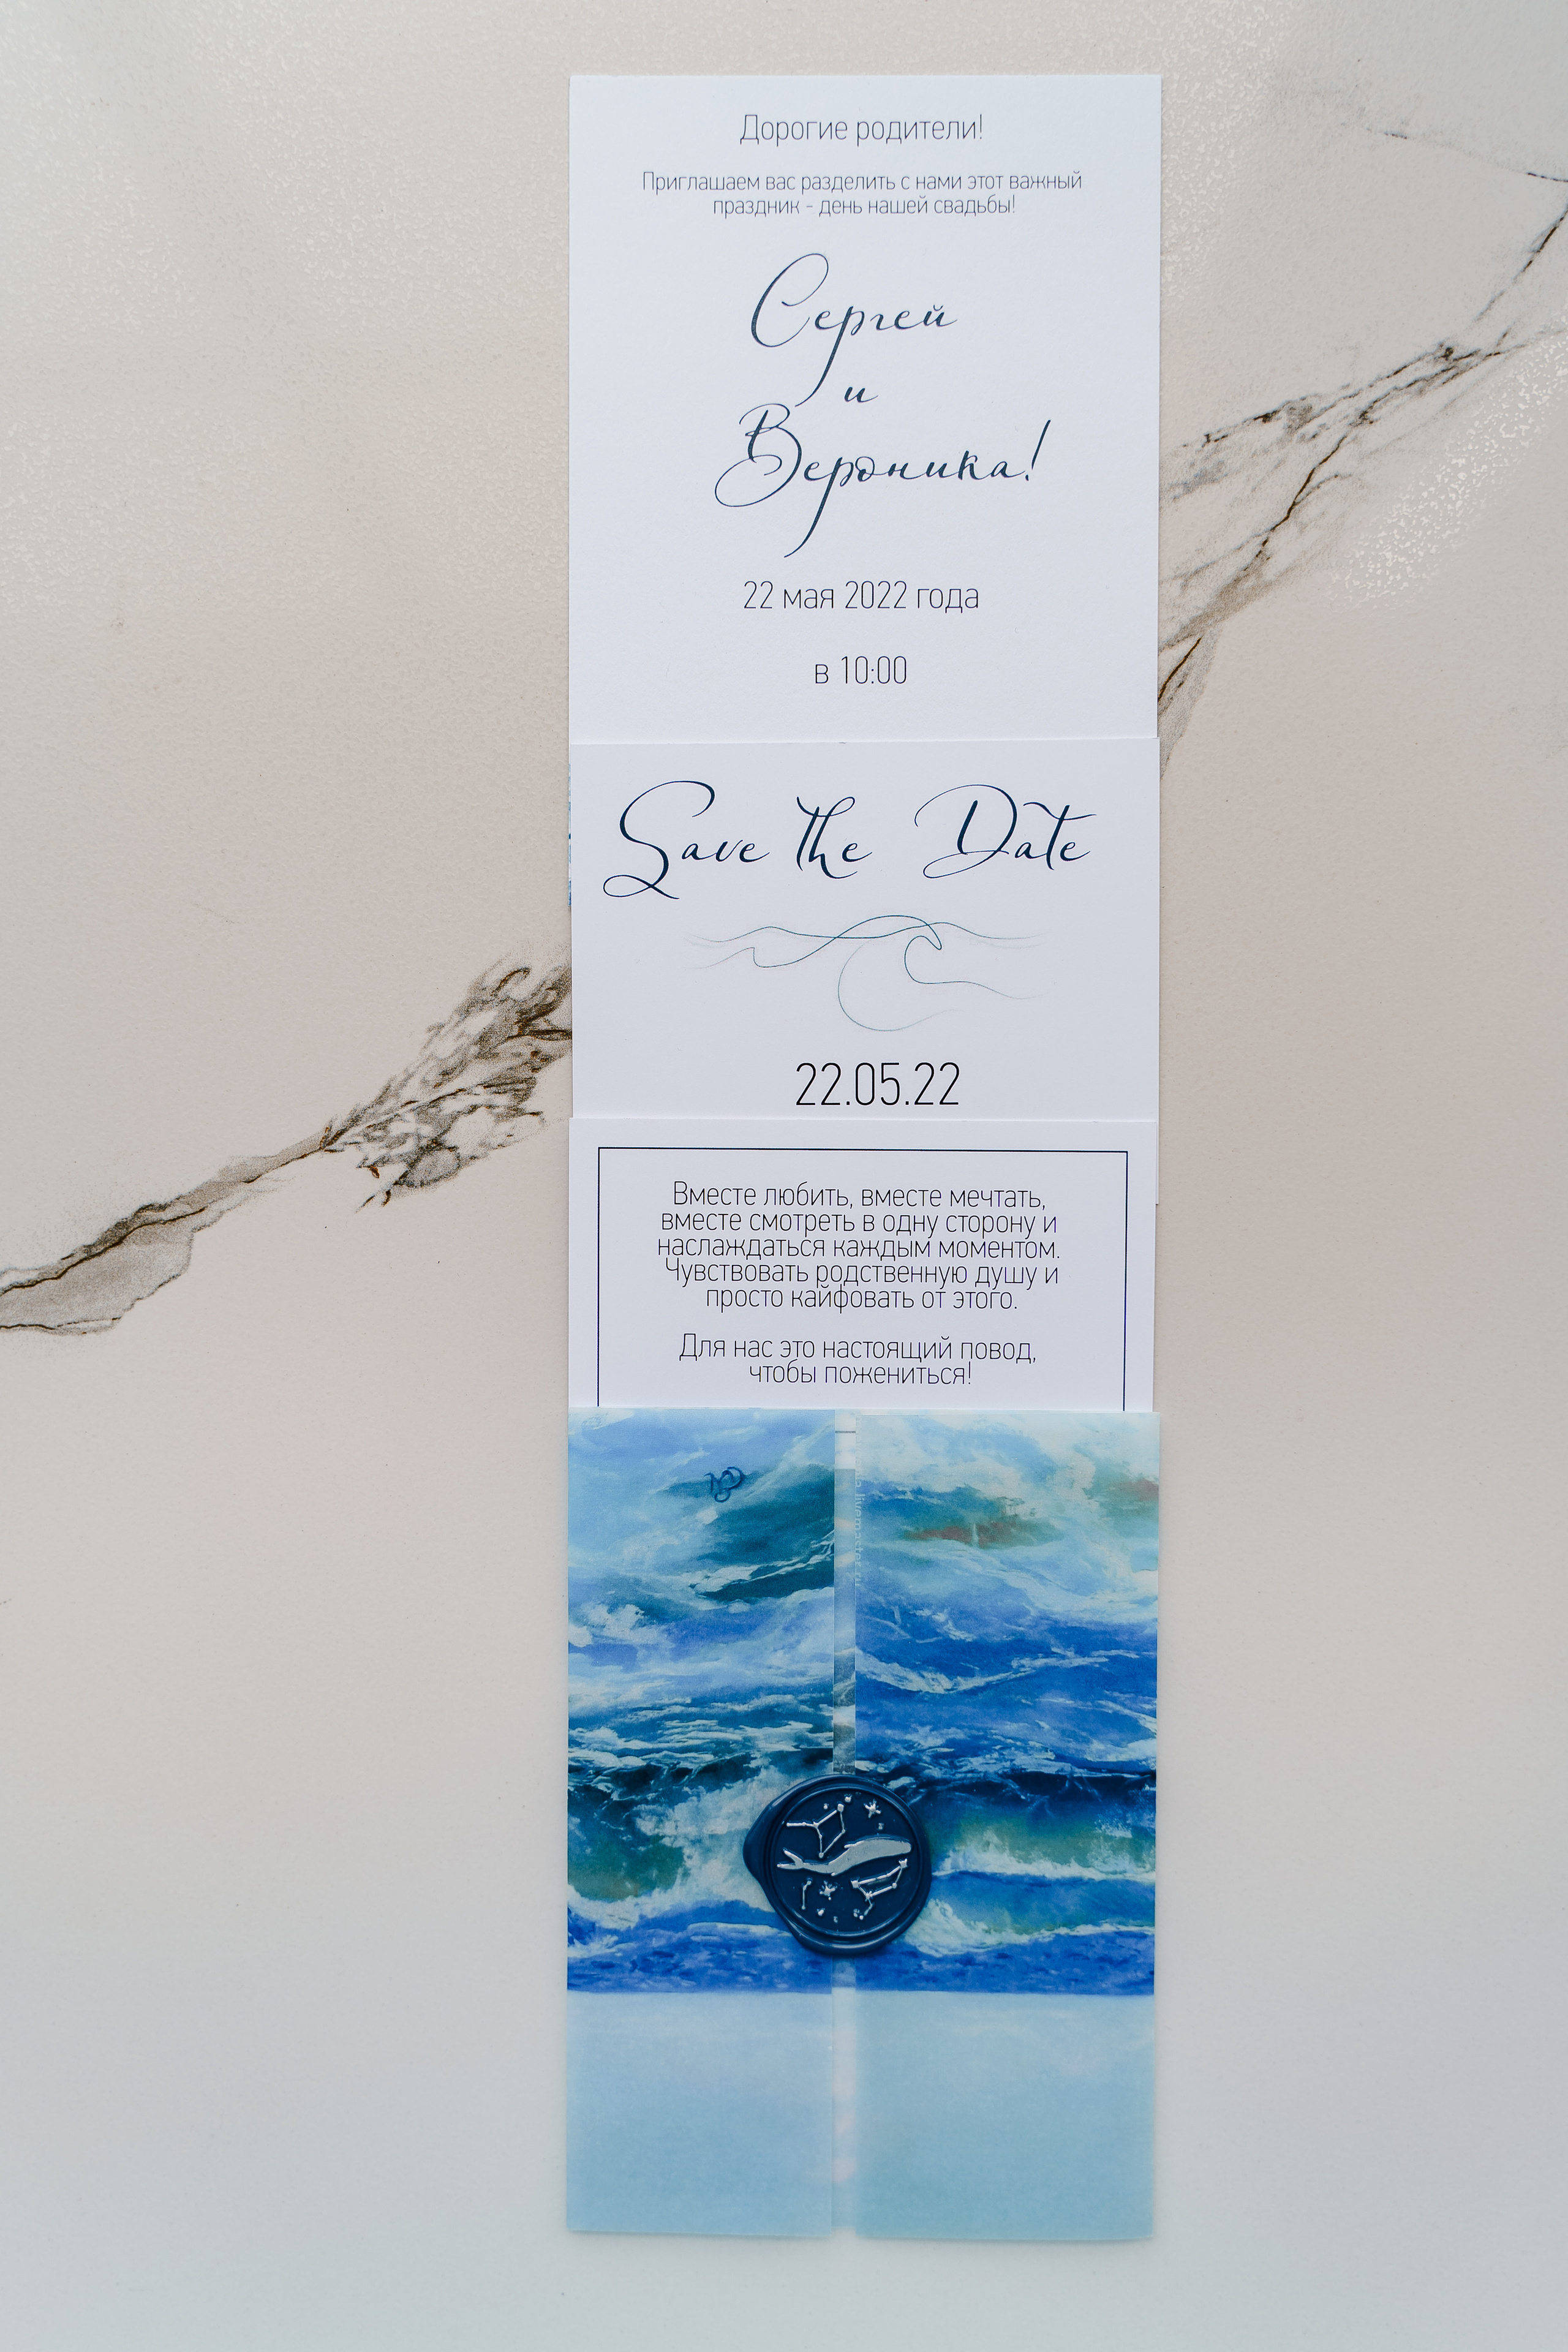 Дорогие родители!
Приглашаем вас разделить с нами этот важный
праздник - день нашей свадьбы!
Сергей
и
Вероника!
22 мая 2022 года
в 10:00
Save the Date
22.05.22
Вместе любить, вместе мечтать,
вместе смотреть в одну сторону и
наслаждаться каждым моментом.
Чувствовать родственную душу и
просто кайфовать от этого.
Для нас это настоящий повод,
чтобы пожениться!